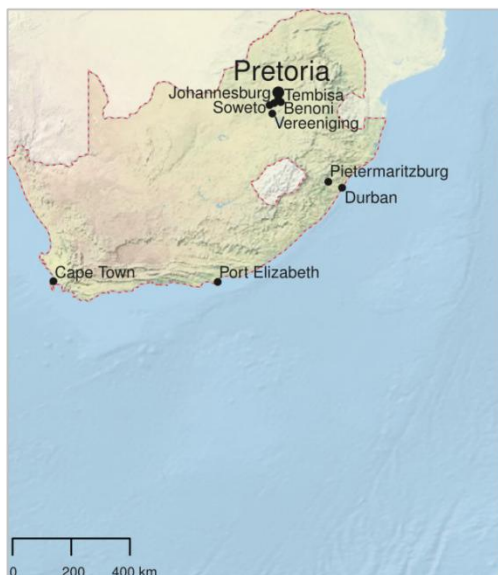 Pretoria
Johannesburg
Tembisa
Soweto
Benoni
Vereeniging
Pietermaritzburg
Durban
Cape Town
Port Elizabeth
0 200 400 km